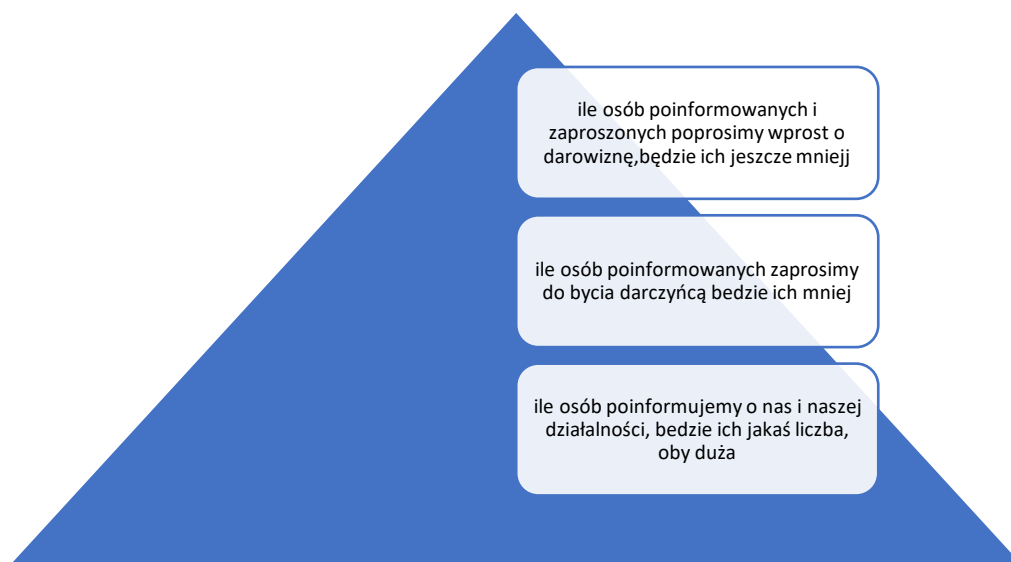 ile osób poinformowanych i
zaproszonych poprosimy wprost o
darowiznę,będzie ich jeszcze mniejj
ile osób poinformowanych zaprosimy
do bycia darczyńcą bedzie ich mniej
ile osób poinformujemy o nas i naszej
działalności, bedzie ich jakaś liczba,
oby duża